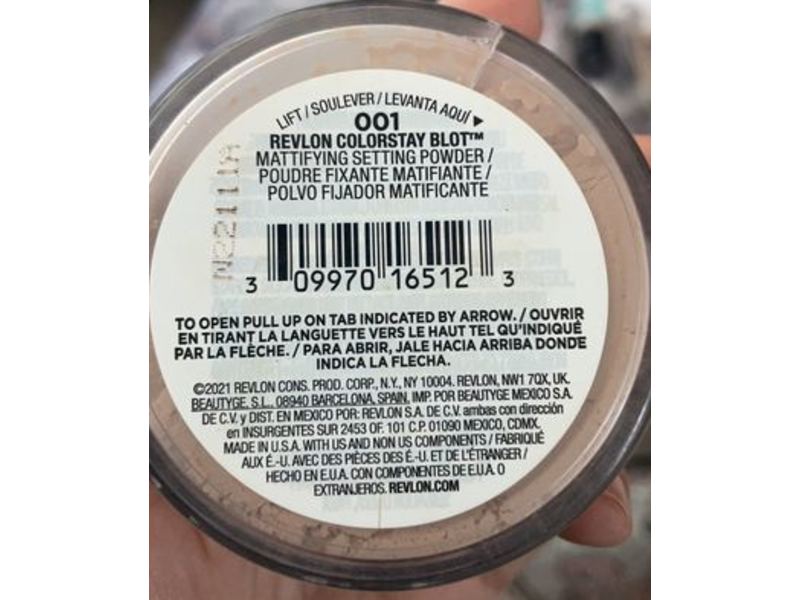 LIFT / SOULEVER / LEVANTA AQUÍ ▶
001
REVLON COLORSTAY BLOT™
MATTIFYING SETTING POWDER /
POUDRE FIXANTE MATIFIANTE /
POLVO FIJADOR MATIFICANTE
3 09970 16512 3
TO OPEN PULL UP ON TAB INDICATED BY ARROW. / OUVRIR
EN TIRANT LA LANGUETTE VERS LE HAUT TEL QU'INDIQUÉ
PAR LA FLÈCHE. / PARA ABRIR, JALE HACIA ARRIBA DONDE
INDICA LA FLECHA.
©2021 REVLON CONS. PROD. CORP., N.Y., NY 10004. REVLON, NW1 7QX, UK.
BEAUTYGE, S.L., 08940 BARCELONA, SPAIN, IMP. POR BEAUTYGE MEXICO S.A.
DE C.V. y DIST. EN MEXICO POR: REVLON S.A. DE C.V. ambas con dirección
en INSURGENTES SUR 2453 OF. 101 C.P. 01090 MEXICO, CDMX.
MADE IN U.S.A. WITH US AND NON US COMPONENTS / FABRIQUÉ
AUX É.-U. AVEC DES PIÈCES DES É.-U. ET DE L'ÉTRANGER /
HECHO EN E.U.A. CON COMPONENTES DE E.U.A. O
EXTRANJEROS. REVLON.COM